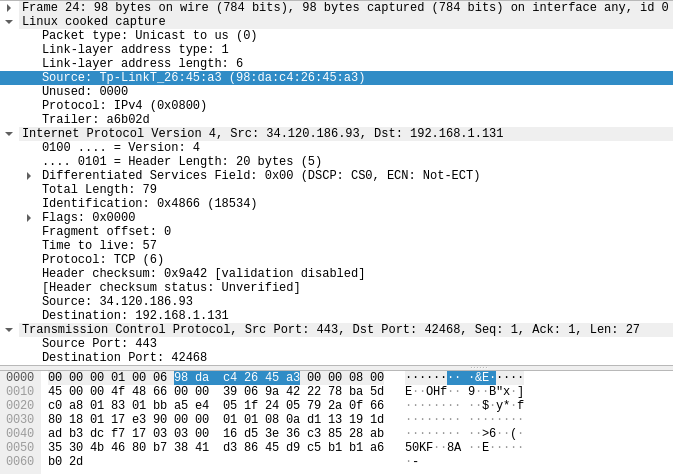 Frame 24: 98 bytes on wire (784 bits), 98 bytes captured (784 bits) on interface any, id 0
Linux cooked capture
Packet type: Unicast to us (0)
Link-layer address type: 1
Link-layer address length: 6
Source: Tp-LinkT_26:45:a3 (98:da:c4:26:45:a3)
Unused: 0000
Protocol: IPv4 (0x0800)
Trailer: a6b02d
Internet Protocol Version 4, Src: 34.120.186.93, Dst: 192.168.1.131
0100 .... = Version: 4
.... 0101 = Header Length: 20 bytes (5)
Differentiated Services Field: 0x00 (DSCP: CS0, ECN: Not-ECT)
Total Length: 79
Identification: 0x4866 (18534)
Flags: 0x0000
Fragment offset: 0
Time to live: 57
Protocol: TCP (6)
Header checksum: 0x9a42 [validation disabled]
[Header checksum status: Unverified]
Source: 34.120.186.93
Destination: 192.168.1.131
Transmission Control Protocol, Src Port: 443, Dst Port: 42468, Seq: 1, Ack: 1, Len: 27
Source Port: 443
Destination Port: 42468
0000 00 00 00 01 00 06 98 da c4 26 45 a3 00 00 08 00 ········ ·&E·····
0010 45 00 00 4f 48 66 00 00 39 06 9a 42 22 78 ba 5d E··OHf·· 9··B"x·]
0020 c0 a8 01 83 01 bb a5 e4 05 1f 24 05 79 2a 0f 66 ········ ··$·y*·f
0030 80 18 01 17 e3 90 00 00 01 01 08 0a d1 13 19 1d ········ ········
0040 ad b3 dc f7 17 03 03 00 16 d5 3e 36 c3 85 28 ab ········ ··>6··(·
0050 35 30 4b 46 80 b7 38 41 d3 86 45 d9 c5 b1 b1 a6 50KF··8A ··E·····
0060 b0 2d ·-